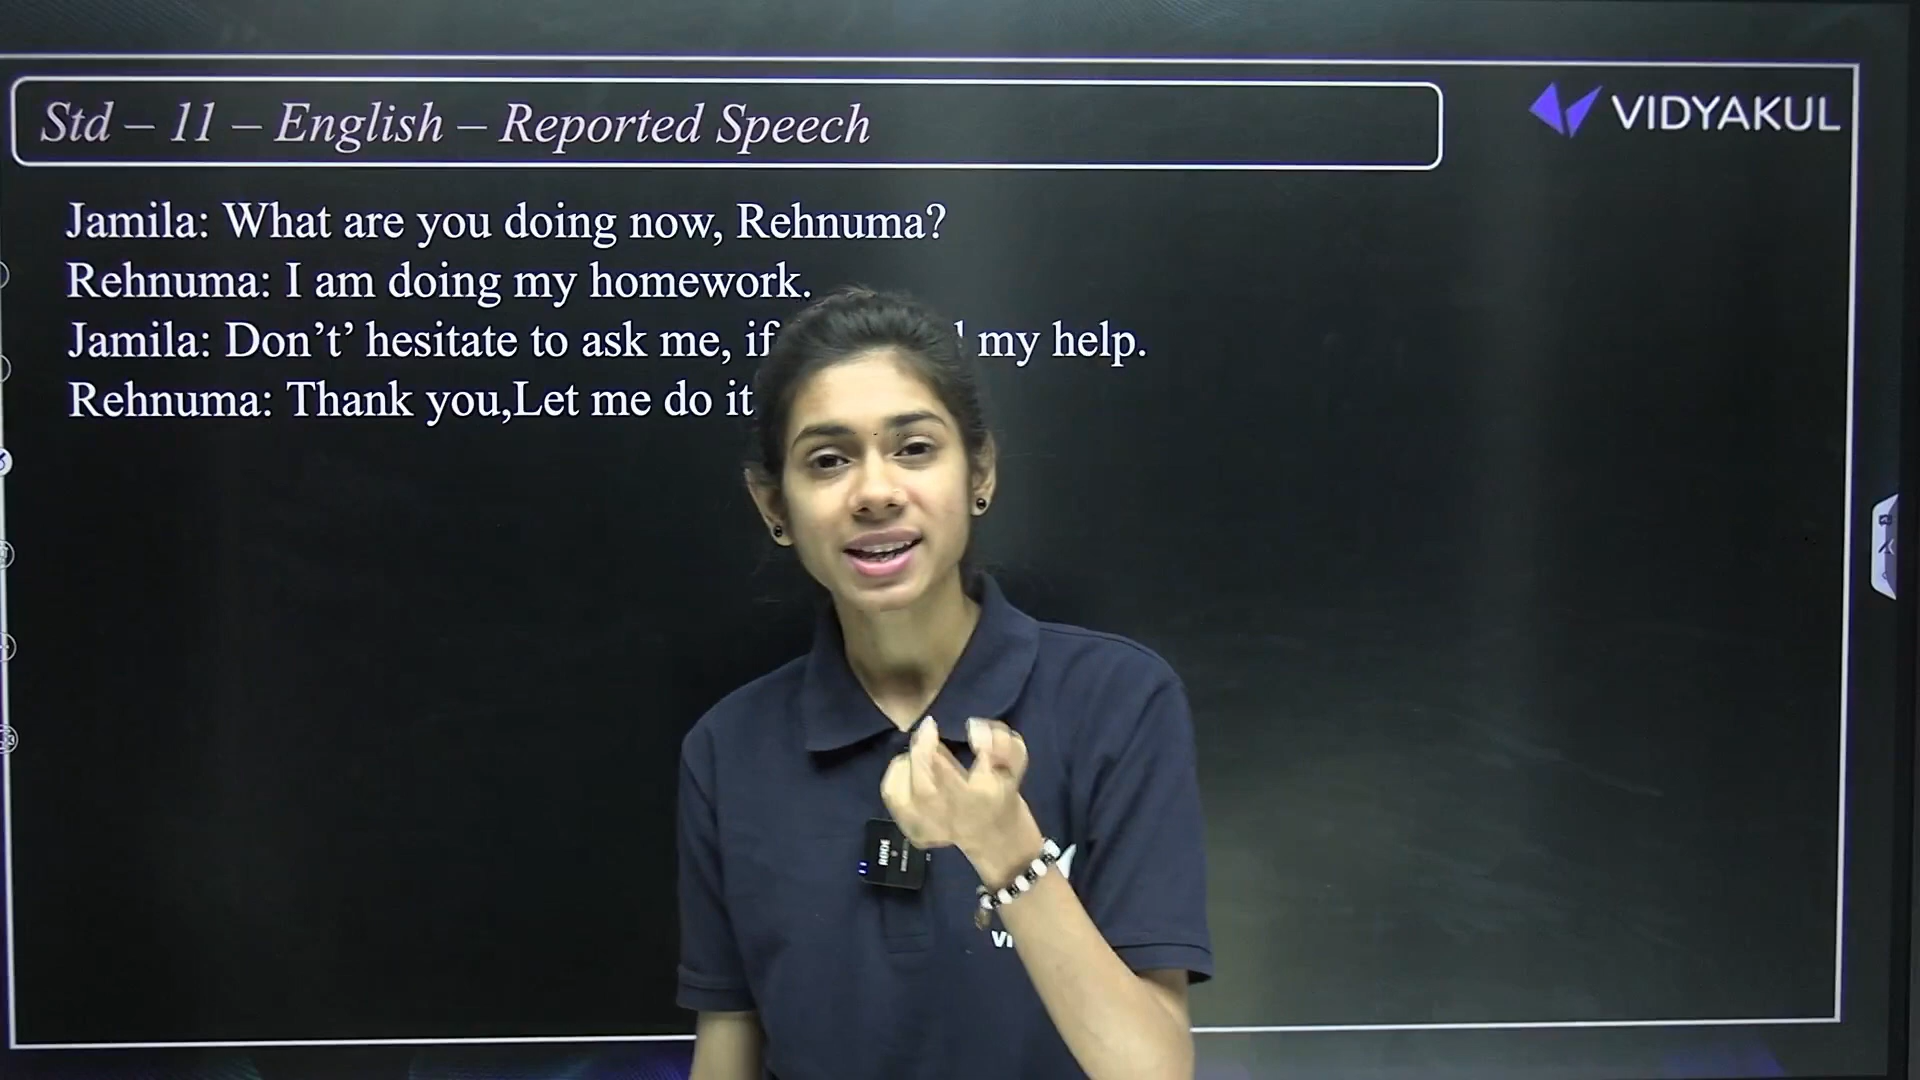 Std – 11 – English – Reported Speech
VIDYAKUL
Jamila: What are you doing now, Rehnuma?
Rehnuma: I am doing my homework.
Jamila: Don’t’ hesitate to ask me, if my help.
Rehnuma: Thank you,Let me do it
RODE